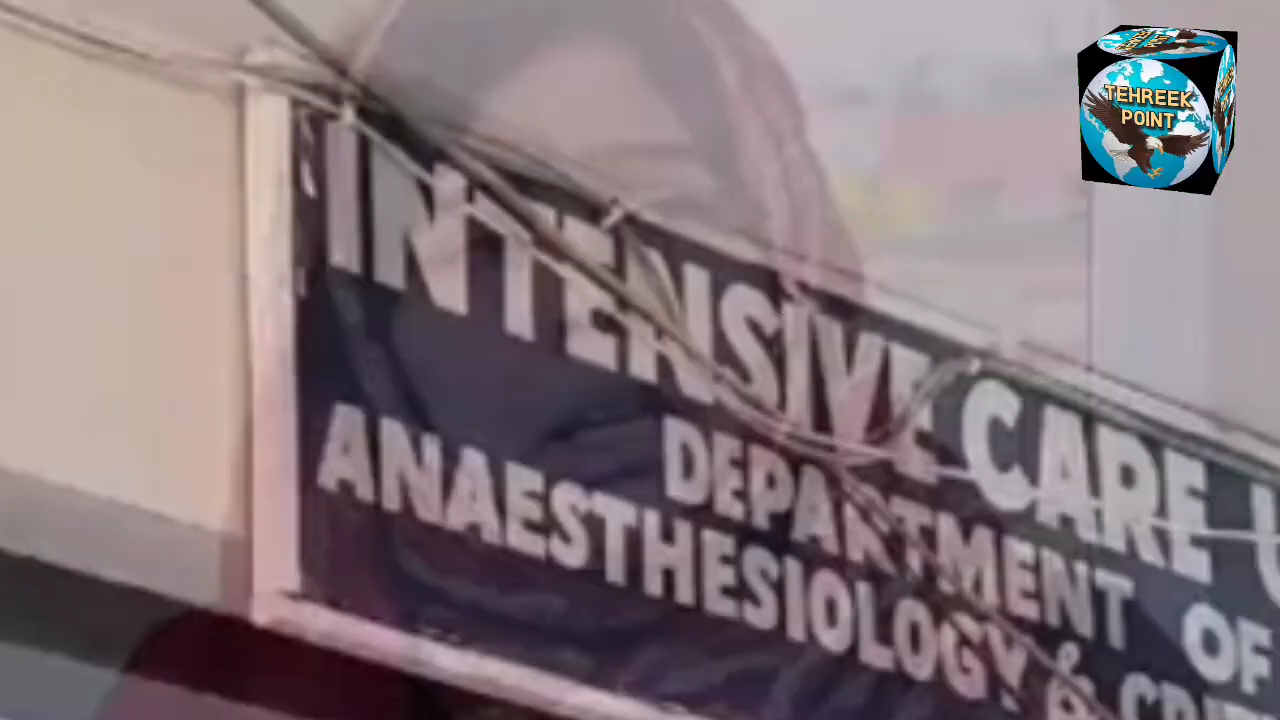 TEHREEK
POINT
INTENSIVE CARE
DEPARTMENT OF
ANAESTHESIOLOGY &